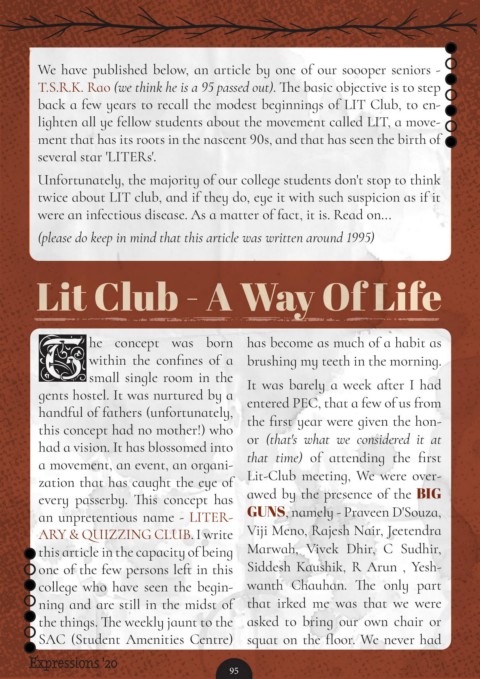 We have published below, an article by one of our soooper seniors -
T.S.R.K. Rao (we think he is a 95 passed out). The basic objective is to step
back a few years to recall the modest beginnings of LIT Club, to en-
lighten all ye fellow students about the movement called LIT, a move-
ment that has its roots in the nascent 90s, and that has seen the birth of
several star 'LITERs'.
Unfortunately, the majority of our college students don't stop to think
twice about LIT club, and if they do, eye it with such suspicion as if it
were an infectious disease. As a matter of fact, it is. Read on...
(please do keep in mind that this article was written around 1995)
Lit Club - A Way Of Life
The concept was born
within the confines of a
small single room in the
gents hostel. It was nurtured by a
handful of fathers (unfortunately,
this concept had no mother!) who
had a vision. It has blossomed into
a movement, an event, an organi-
zation that has caught the eye of
every passerby. This concept has
an unpretentious name - LITER-
ARY & QUIZZING CLUB. I write
this article in the capacity of being
one of the few persons left in this
college who have seen the begin-
ning and are still in the midst of
the things. The weekly jaunt to the
SAC (Student Amenities Centre)
has become as much of a habit as
brushing my teeth in the morning.
It was barely a week after I had
entered PEC, that a few of us from
the first year were given the hon-
or (that's what we considered it at
that time) of attending the first
Lit-Club meeting, We were over-
awed by the presence of the BIG
GUNS, namely - Praveen D'Souza,
Viji Meno, Rajesh Nair, Jeetendra
Marwah, Vivek Dhir, C Sudhir,
Siddesh Kaushik, R Arun , Yesh-
wanth Chauhan. The only part
that irked me was that we were
asked to bring our own chair or
squat on the floor. We never had
Expressions '20
95